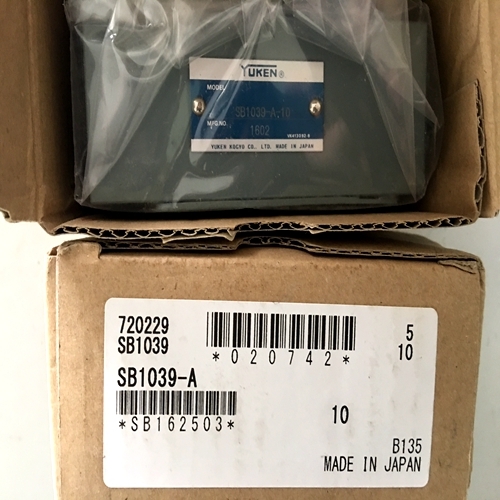 YUKEN®
MODEL
SB1039-A,10
MFG.NO.
1602
YUKEN KOGYO CO., LTD. MADE IN JAPAN
720229
SB1039
*020742*
5
10
SB1039-A
*SB162503*
10
B135
MADE IN JAPAN